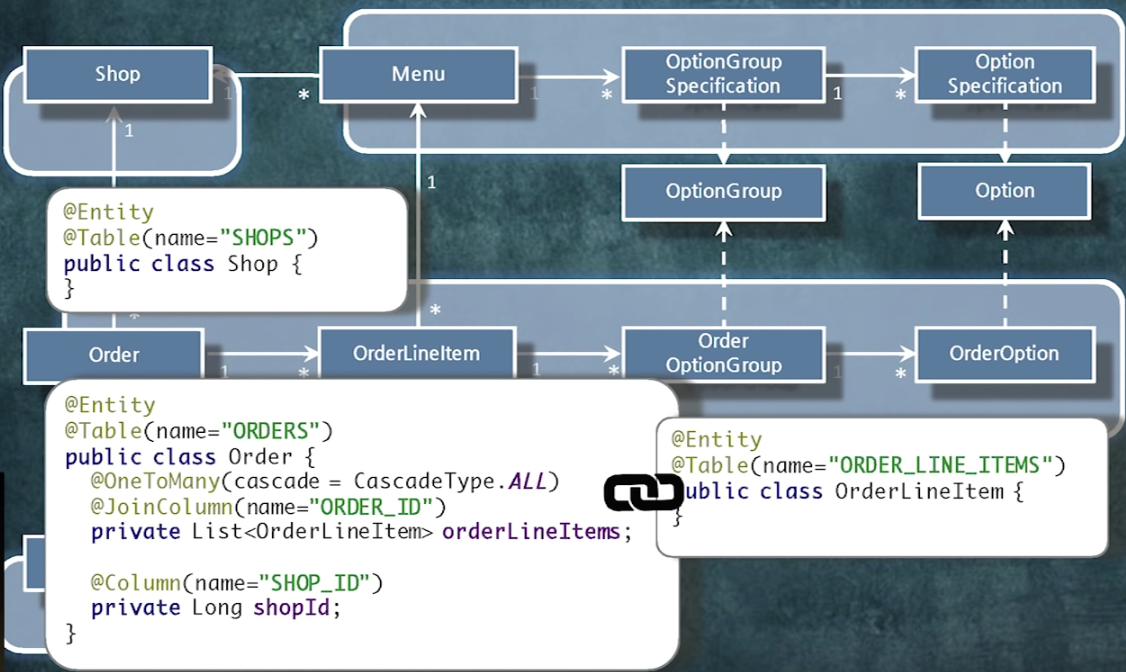 Shop
Menu
OptionGroup
Specification
Option
Specification
1
*
1
*
1
*
1
1
OptionGroup
Option
@Entity
@Table(name="SHOPS")
public class Shop {
}
*
*
Order
OrderLineItem
Order
OptionGroup
OrderOption
1
*
1
*
1
*
@Entity
@Table(name="ORDERS")
public class Order {
@OneToMany(cascade = CascadeType.ALL)
@JoinColumn(name="ORDER_ID")
private List<OrderLineItem> orderLineItems;
@Column(name="SHOP_ID")
private Long shopId;
}
@Entity
@Table(name="ORDER_LINE_ITEMS")
public class OrderLineItem {
}